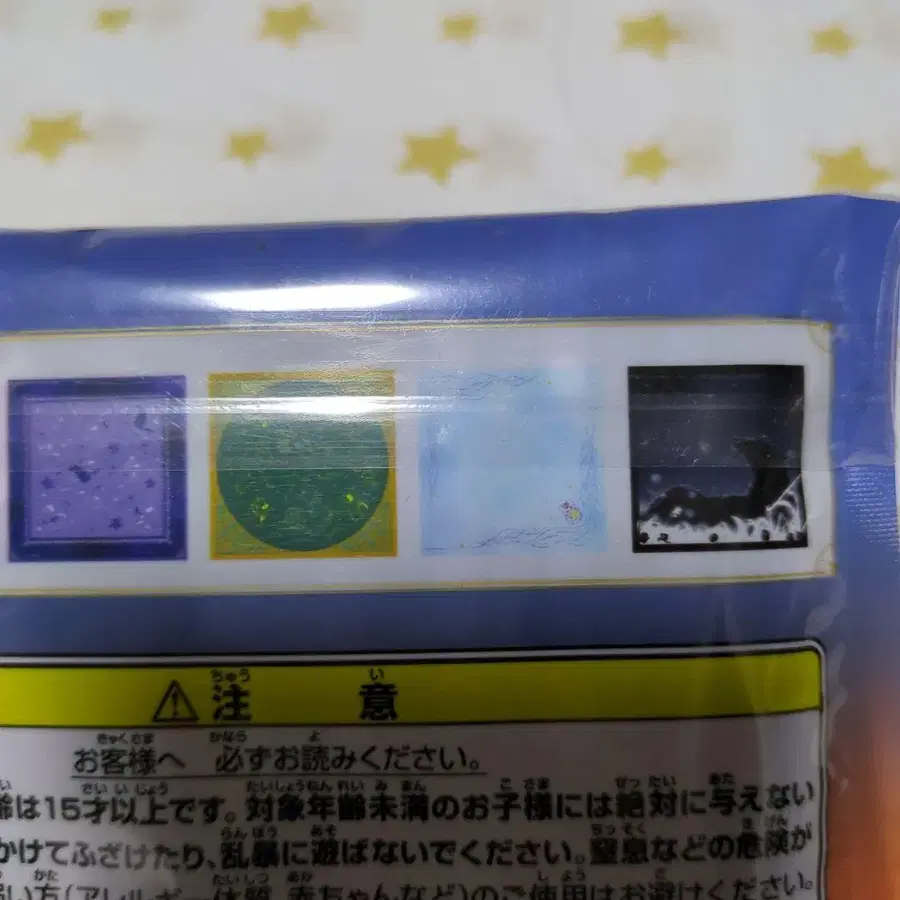 ⚠注意
お客様へ 必ずお読みください。
齢は15才以上です。対象年齢未満のお子様には絶対に与えない
かけてふざけたり、乱暴に遊ばないでください。窒息などの危険が
い方(アレルギー体質、赤ちゃんなど)のご使用はお避けください。